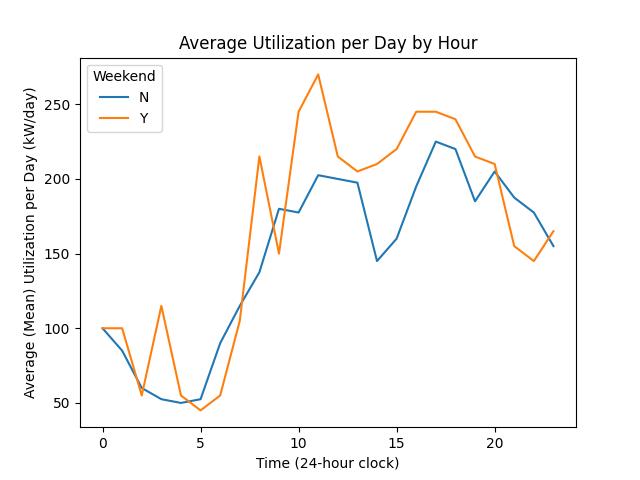 Average Utilization per Day by Hour
Weekend
N
Y
Average (Mean) Utilization per Day (kW/day)
250
200
150
100
50
0 5 10 15 20
Time (24-hour clock)